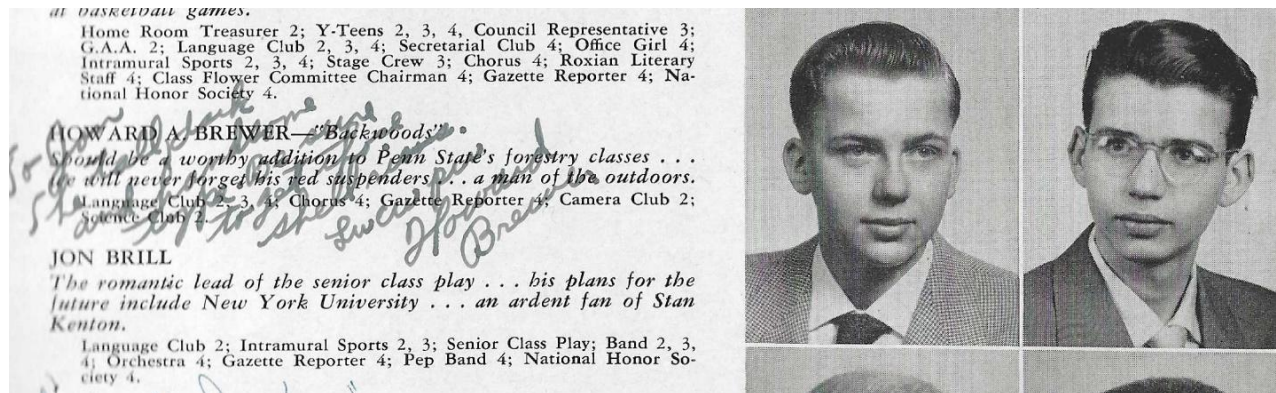 at basketball games.
Home Room Treasurer 2; Y-Teens 2, 3, 4, Council Representative 3;
G.A.A. 2; Language Club 2, 3, 4; Secretarial Club 4; Office Girl 4;
Intramural Sports 2, 3, 4; Stage Crew 3; Chorus 4; Roxian Literary
Staff 4; Class Flower Committee Chairman 4; Gazette Reporter 4; Na-
tional Honor Society 4.
HOWARD A. BREWER—"Backwoods".
Should be a worthy addition to Penn State's forestry classes . . .
we will never forget his red suspenders . . . a man of the outdoors.
Language Club 2, 3, 4; Chorus 4; Gazette Reporter 4; Camera Club 2;
Science Club 2.
To Jon
Howard
Brewer
JON BRILL
The romantic lead of the senior class play . . . his plans for the
future include New York University . . . an ardent fan of Stan
Kenton.
Language Club 2; Intramural Sports 2, 3; Senior Class Play; Band 2, 3,
4; Orchestra 4; Gazette Reporter 4; Pep Band 4; National Honor So-
ciety 4.